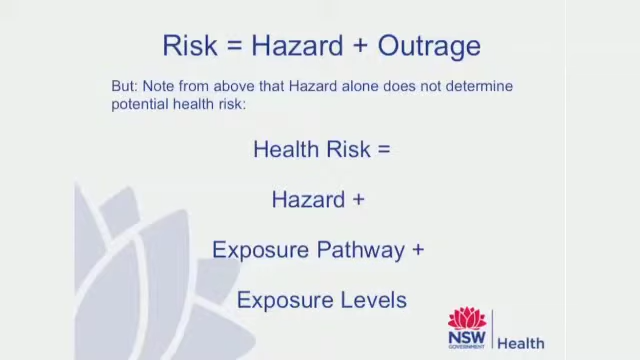 Risk = Hazard + Outrage
But: Note from above that Hazard alone does not determine
potential health risk:
Health Risk =
Hazard +
Exposure Pathway +
Exposure Levels
NSW
GOVERNMENT
Health